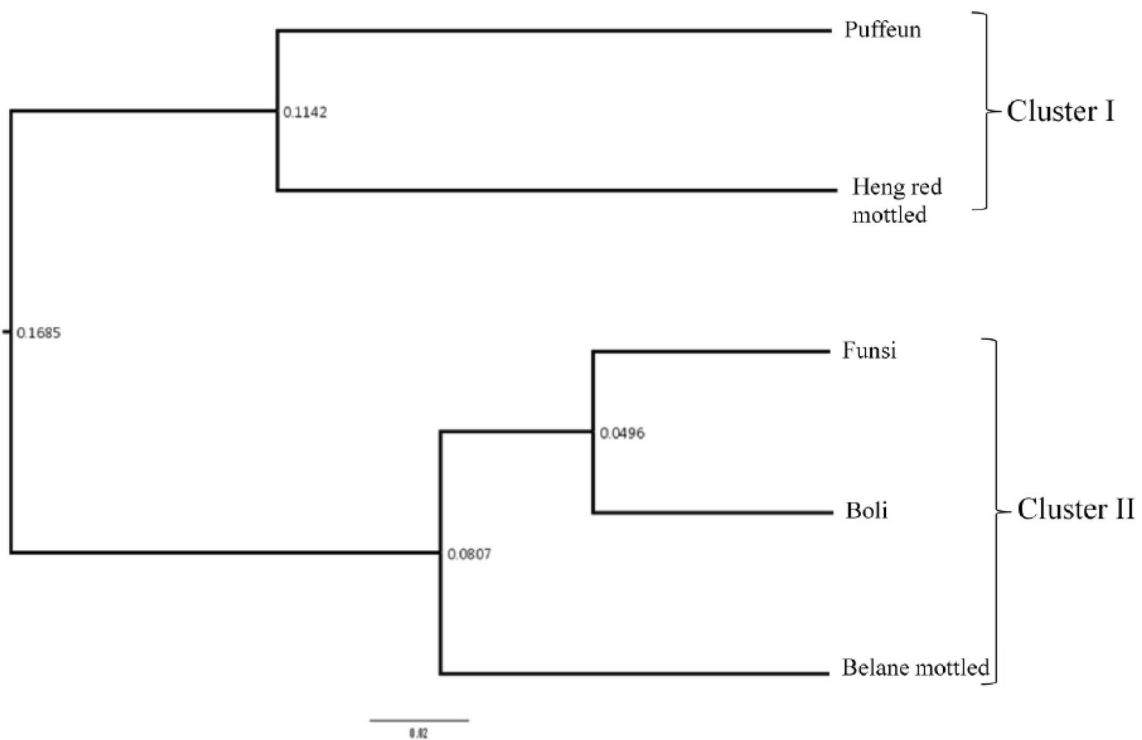 Puffeun
0.1142
Cluster I
Heng red
mottled
0.1685
Funsi
0.0496
Boli
Cluster II
0.0807
Belane mottled
0.02